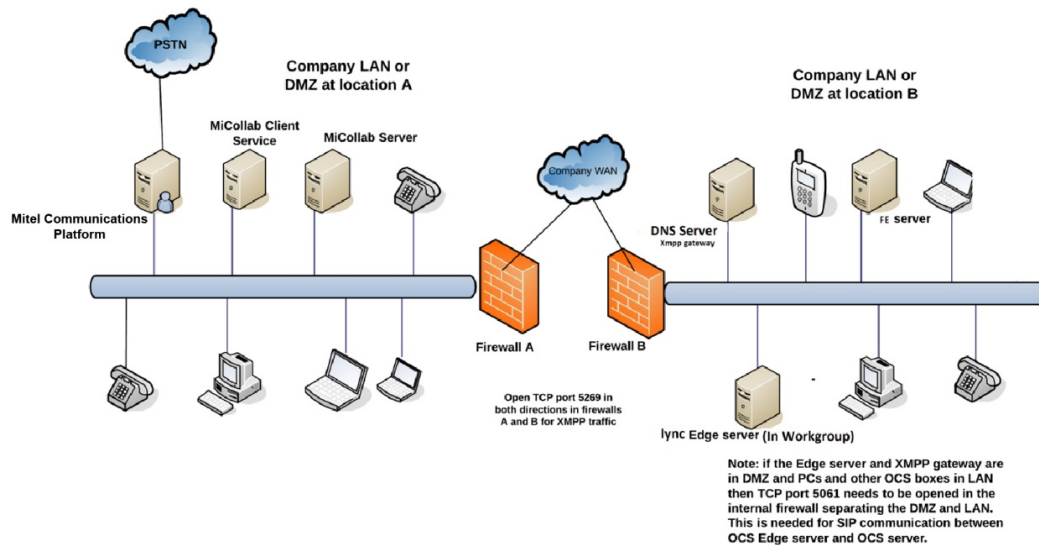 PSTN
Company LAN or
DMZ at location A
MiCollab Client
Service
MiCollab Server
Mitel Communications
Platform
Company WAN
Company LAN or
DMZ at location B
DNS Server
Xmpp gateway
FE server
Firewall A
Firewall B
Open TCP port 5269 in
both directions in firewalls
A and B for XMPP traffic
-
lync Edge server (In Workgroup)
Note: if the Edge server and XMPP gateway are
in DMZ and PCs and other OCS boxes in LAN
then TCP port 5061 needs to be opened in the
internal firewall separating the DMZ and LAN.
This is needed for SIP communication between
OCS Edge server and OCS server.